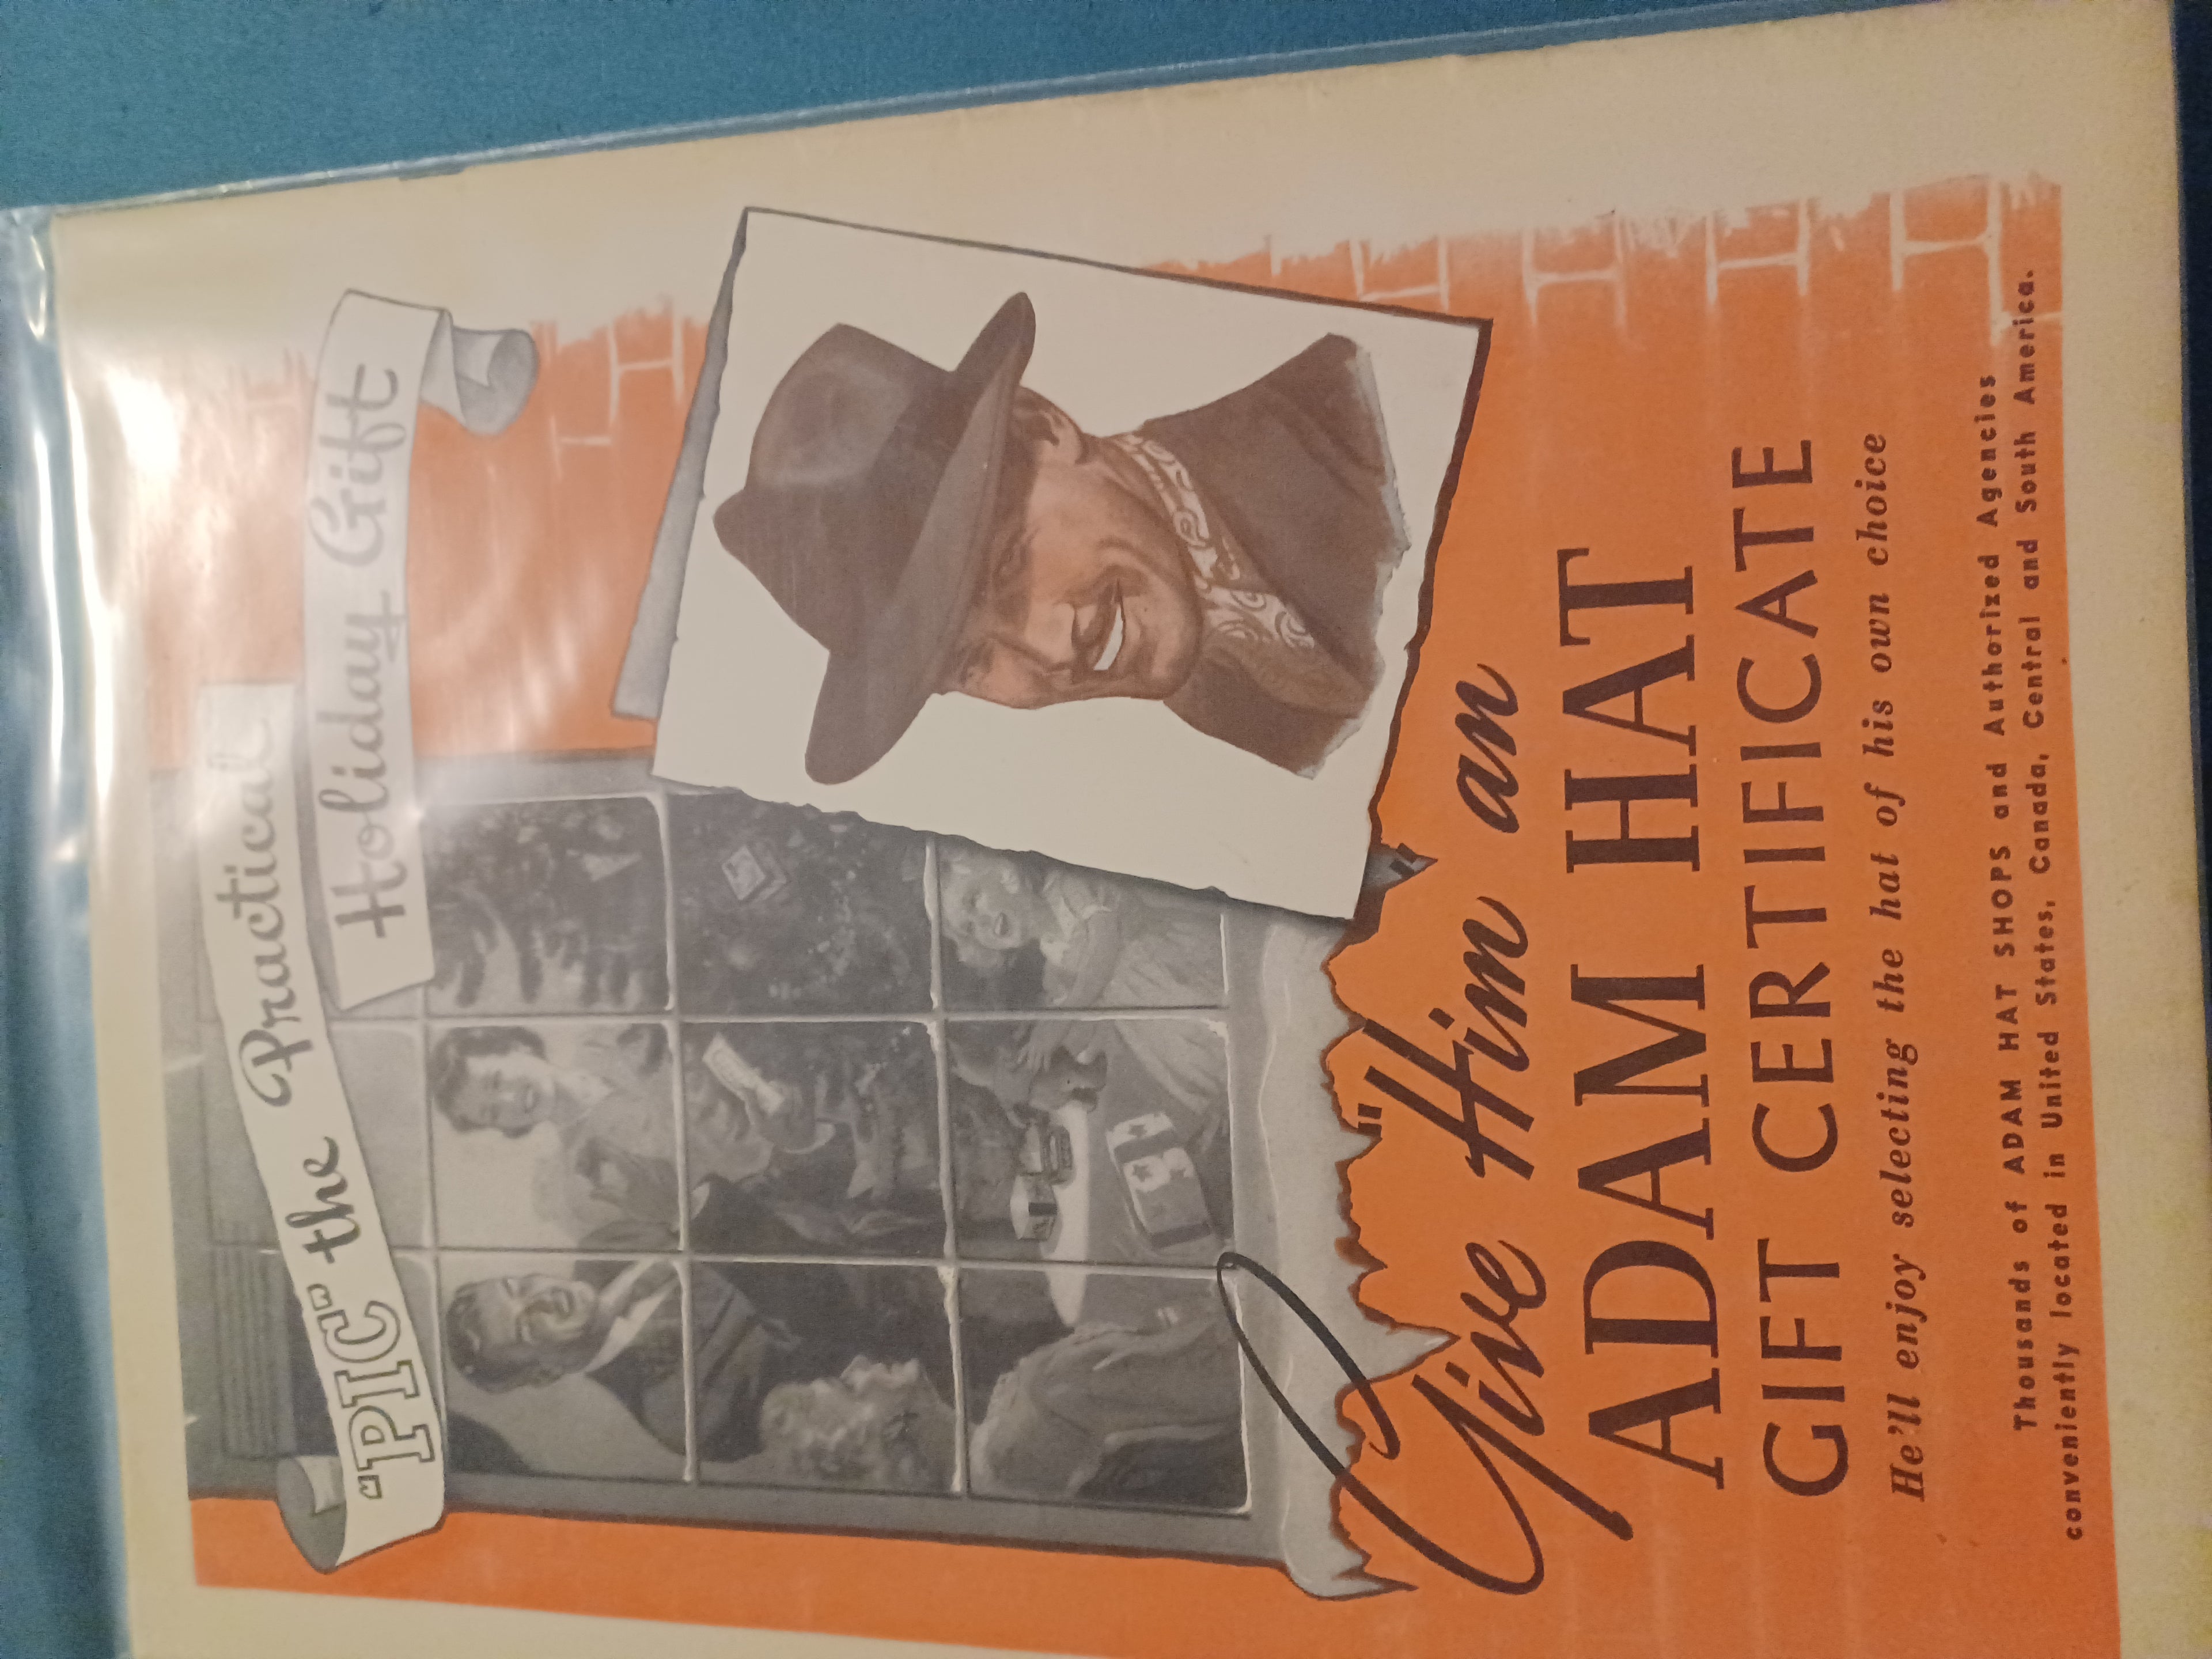 "PIC" the Practical
Holiday Gift
Give "Him" an
ADAM HAT
GIFT CERTIFICATE
He'll enjoy selecting the hat of his own choice
Thousands of ADAM HAT SHOPS and Authorized Agencies
conveniently located in United States, Canada, Central and South America.